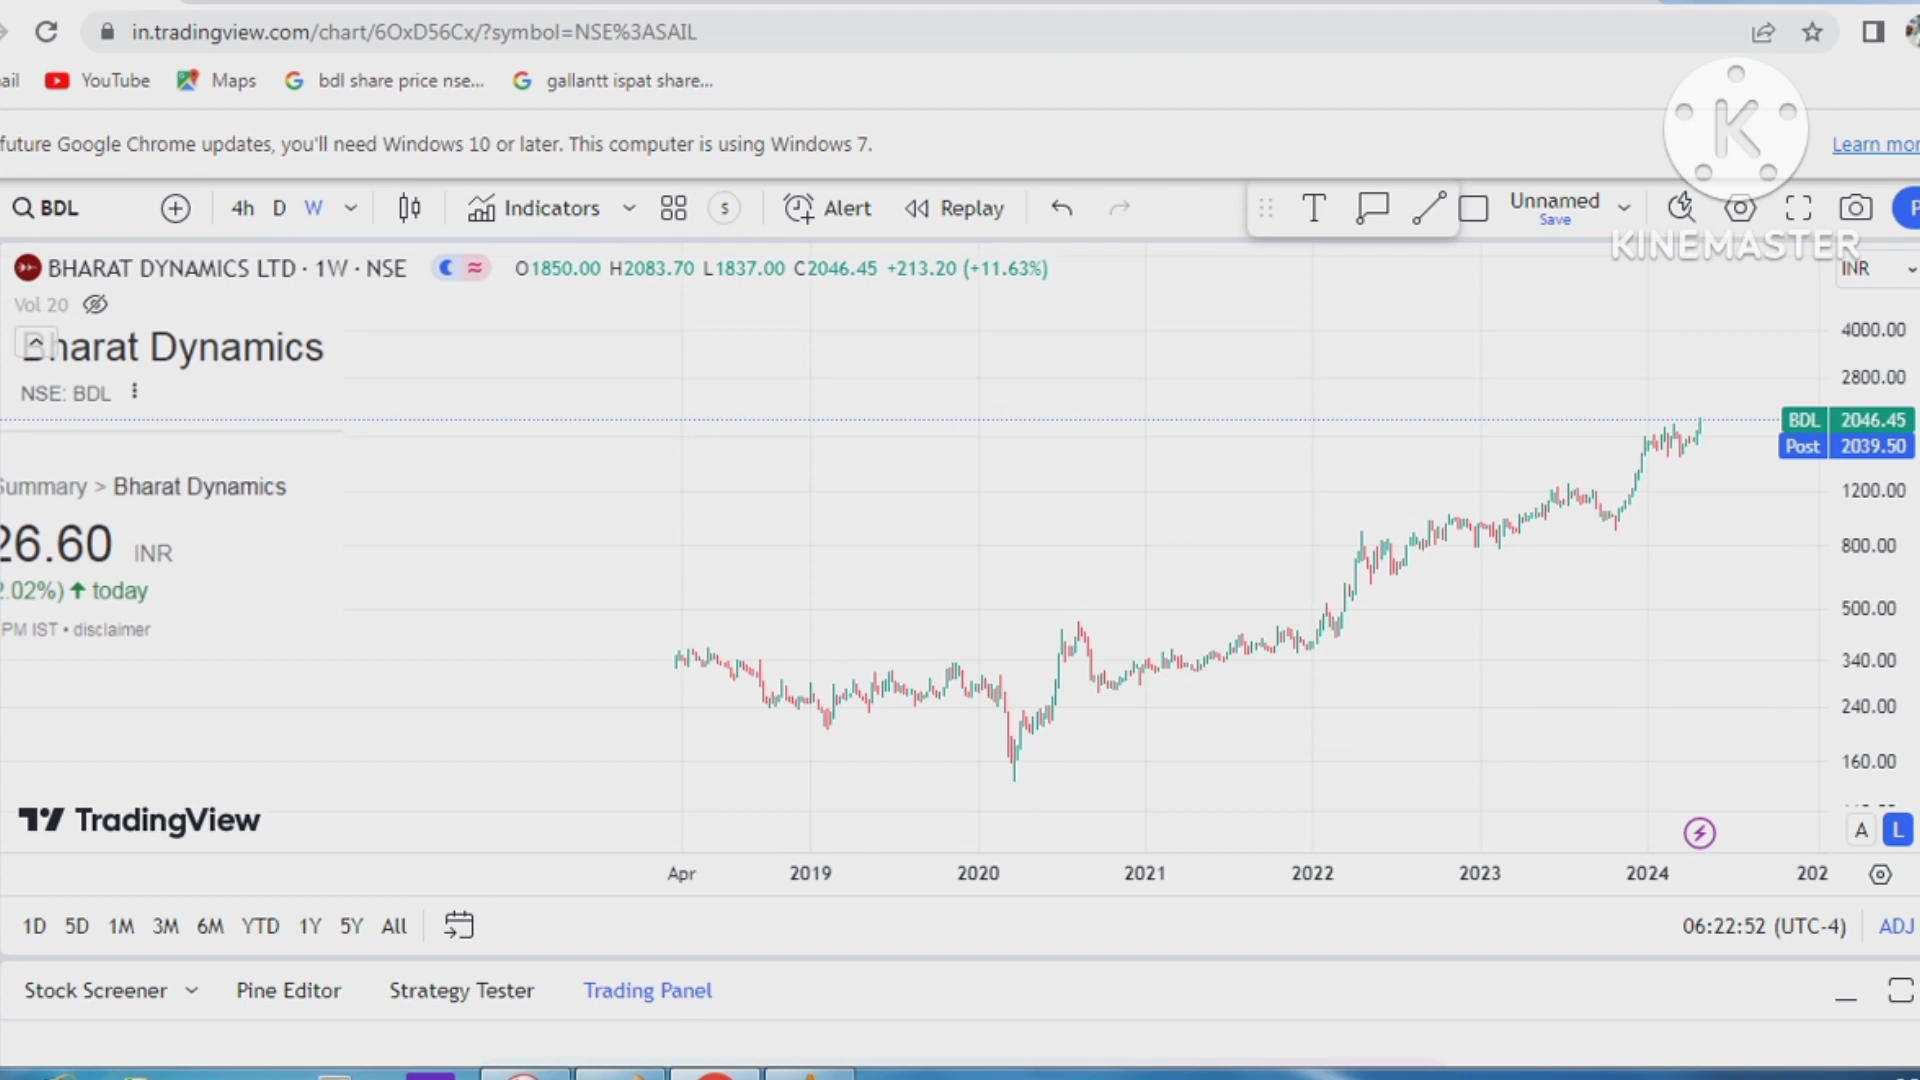 in.tradingview.com/chart/6OxD56Cx/?symbol=NSE%3ASAIL
ail YouTube Maps bdl share price nse... gallantt ispat share...
future Google Chrome updates, you'll need Windows 10 or later. This computer is using Windows 7. Learn mor
K
KINEMASTER
BDL 4h D W Indicators S Alert Replay T Unnamed P
Save
BHARAT DYNAMICS LTD · 1W · NSE O1850.00 H2083.70 L1837.00 C2046.45 +213.20 (+11.63%) INR
Vol 20
Bharat Dynamics
NSE: BDL
4000.00
2800.00
BDL 2046.45
Post 2039.50
Summary > Bharat Dynamics
1200.00
26.60 INR
800.00
2.02%) today
500.00
PM IST • disclaimer
340.00
240.00
160.00
TradingView
A L
Apr 2019 2020 2021 2022 2023 2024 202
1D 5D 1M 3M 6M YTD 1Y 5Y All 06:22:52 (UTC-4) ADJ
Stock Screener Pine Editor Strategy Tester Trading Panel